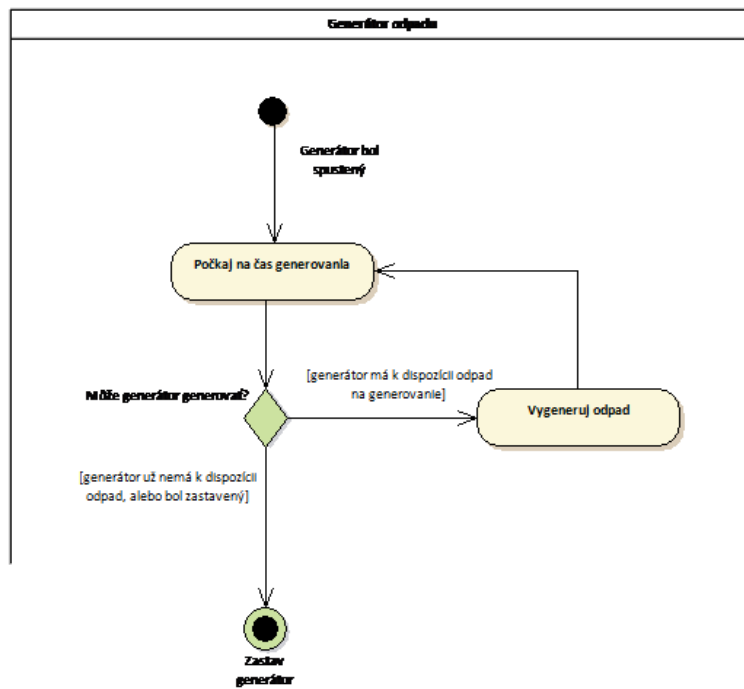 Generátor odpadu
Generátor bol
spustený
Počkaj na čas generovania
[generátor má k dispozícii odpad
na generovanie]
Môže generátor generovať?
Vygeneruj odpad
[generátor už nemá k dispozícii
odpad, alebo bol zastavený]
Zastav
generátor